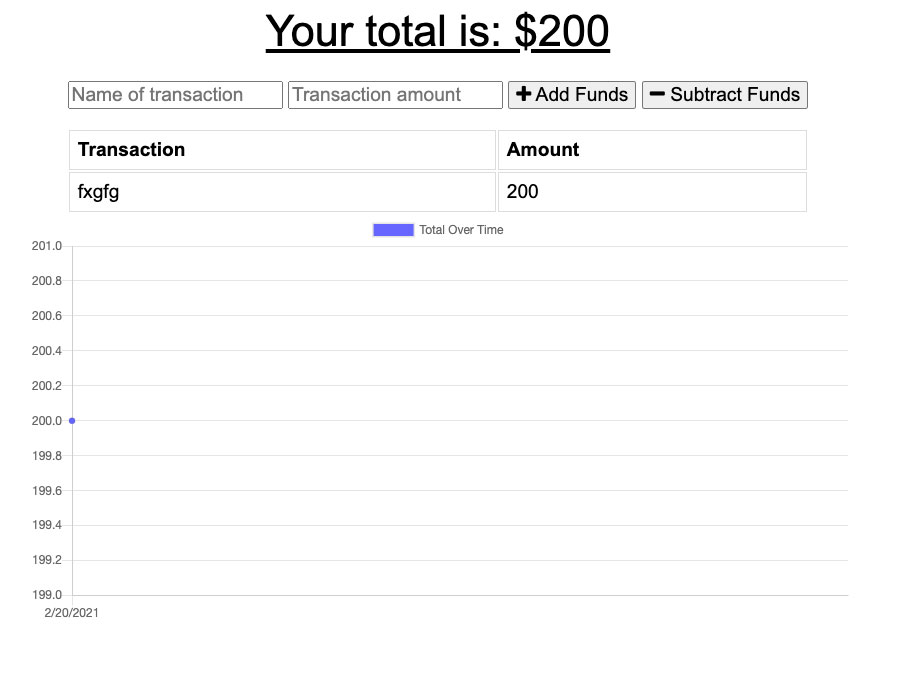 Your total is: $200
Name of transaction Transaction amount Add Funds Subtract Funds
Transaction Amount
fxgfg 200
Total Over Time
201.0
200.8
200.6
200.4
200.2
200.0
199.8
199.6
199.4
199.2
199.0
2/20/2021